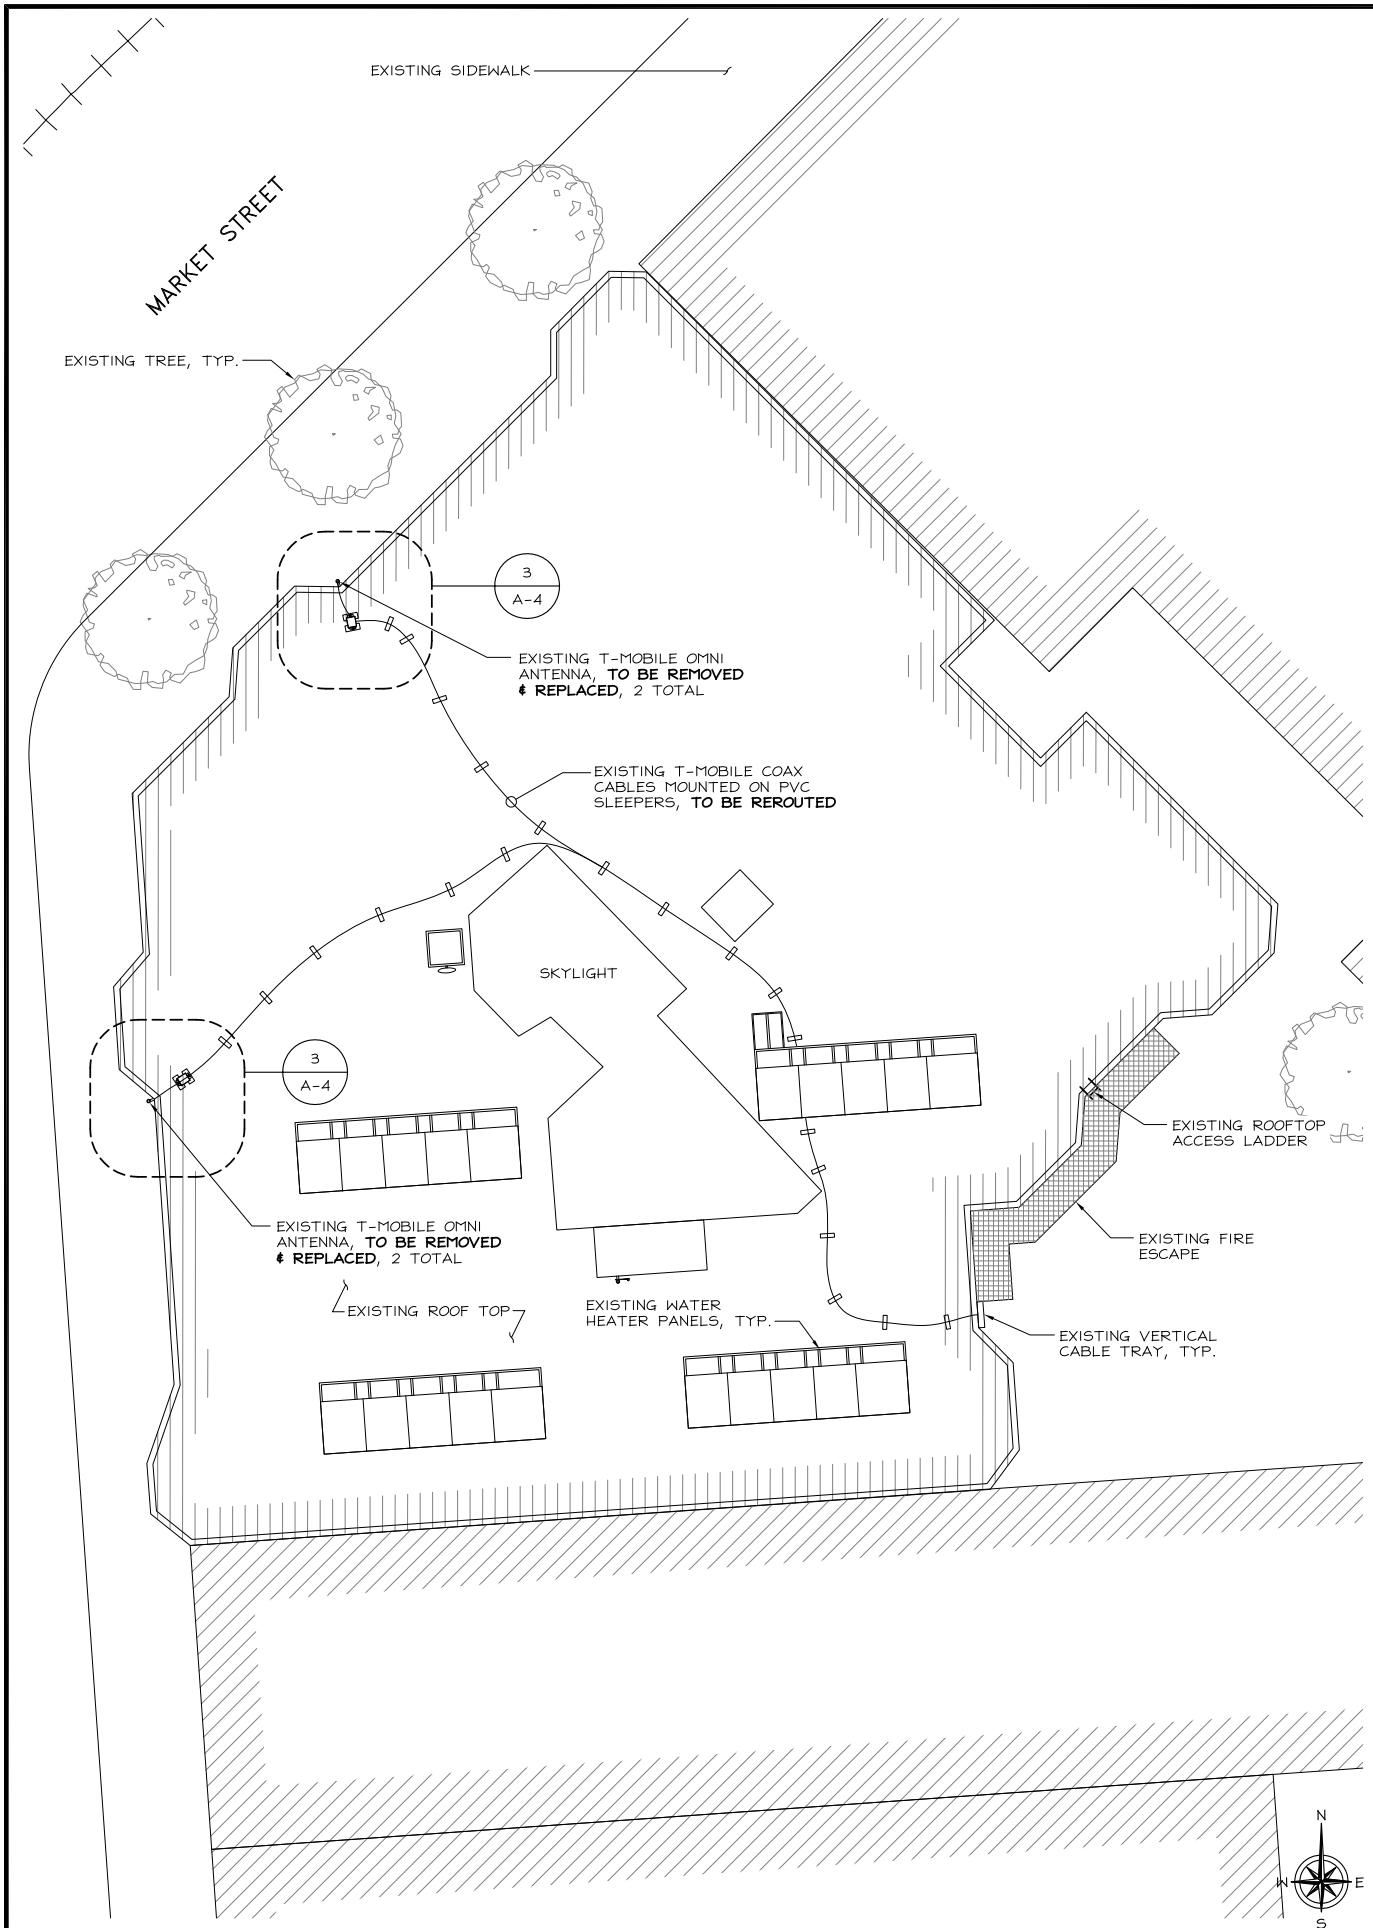 EXISTING SIDEWALK
MARKET STREET
EXISTING TREE, TYP.
3
A-4
EXISTING T-MOBILE OMNI
ANTENNA, TO BE REMOVED
& REPLACED, 2 TOTAL
EXISTING T-MOBILE COAX
CABLES MOUNTED ON PVC
SLEEPERS, TO BE REROUTED
SKYLIGHT
3
A-4
EXISTING ROOFTOP
ACCESS LADDER
EXISTING T-MOBILE OMNI
ANTENNA, TO BE REMOVED
& REPLACED, 2 TOTAL
EXISTING FIRE
ESCAPE
EXISTING ROOF TOP
EXISTING WATER
HEATER PANELS, TYP.
EXISTING VERTICAL
CABLE TRAY, TYP.
N
W
E
S